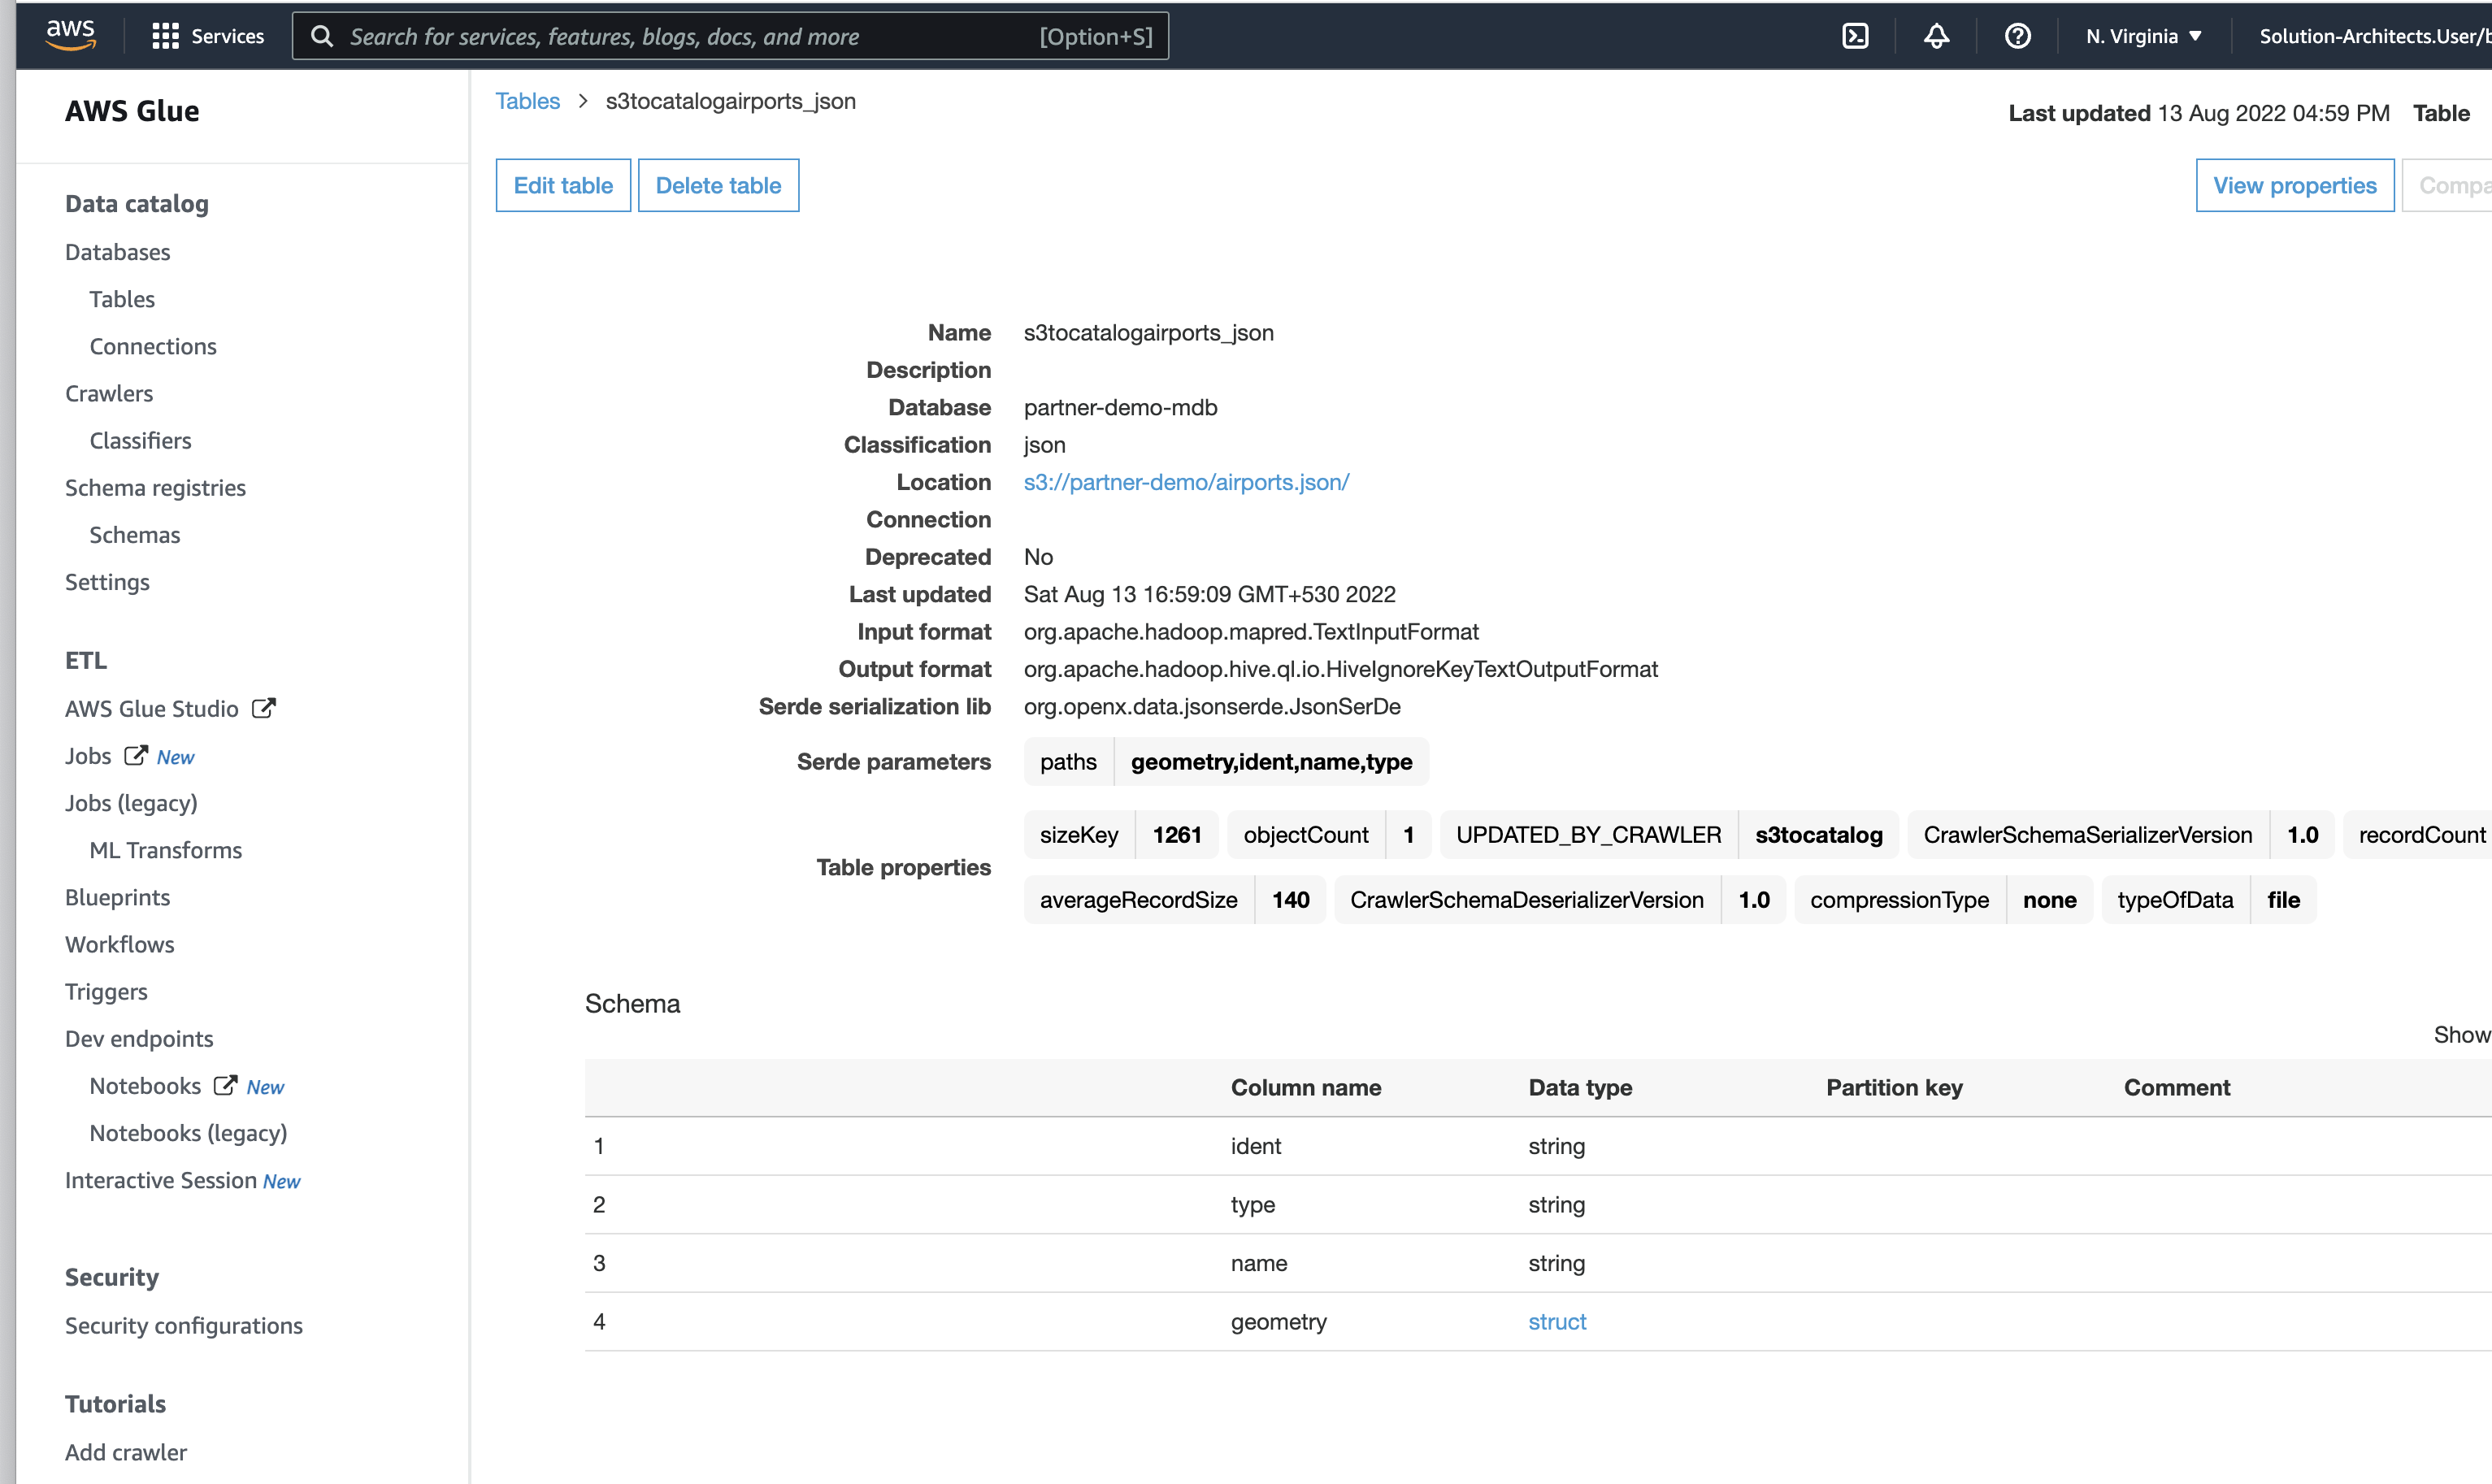 aws Services Search for services, features, blogs, docs, and more [Option+S] N. Virginia ▼ Solution-Architects.User/b
AWS Glue
Data catalog
Databases
Tables
Connections
Crawlers
Classifiers
Schema registries
Schemas
Settings
ETL
AWS Glue Studio
Jobs New
Jobs (legacy)
ML Transforms
Blueprints
Workflows
Triggers
Dev endpoints
Notebooks New
Notebooks (legacy)
Interactive Session New
Security
Security configurations
Tutorials
Add crawler
Tables > s3tocatalogairports_json
Last updated 13 Aug 2022 04:59 PM Table
Edit table Delete table View properties Compa
Name s3tocatalogairports_json
Description
Database partner-demo-mdb
Classification json
Location s3://partner-demo/airports.json/
Connection
Deprecated No
Last updated Sat Aug 13 16:59:09 GMT+530 2022
Input format org.apache.hadoop.mapred.TextInputFormat
Output format org.apache.hadoop.hive.ql.io.HiveIgnoreKeyTextOutputFormat
Serde serialization lib org.openx.data.jsonserde.JsonSerDe
Serde parameters paths geometry,ident,name,type
Table properties
sizeKey 1261 objectCount 1 UPDATED_BY_CRAWLER s3tocatalog CrawlerSchemaSerializerVersion 1.0 recordCount
averageRecordSize 140 CrawlerSchemaDeserializerVersion 1.0 compressionType none typeOfData file
Schema
Show
Column name Data type Partition key Comment
1 ident string
2 type string
3 name string
4 geometry struct